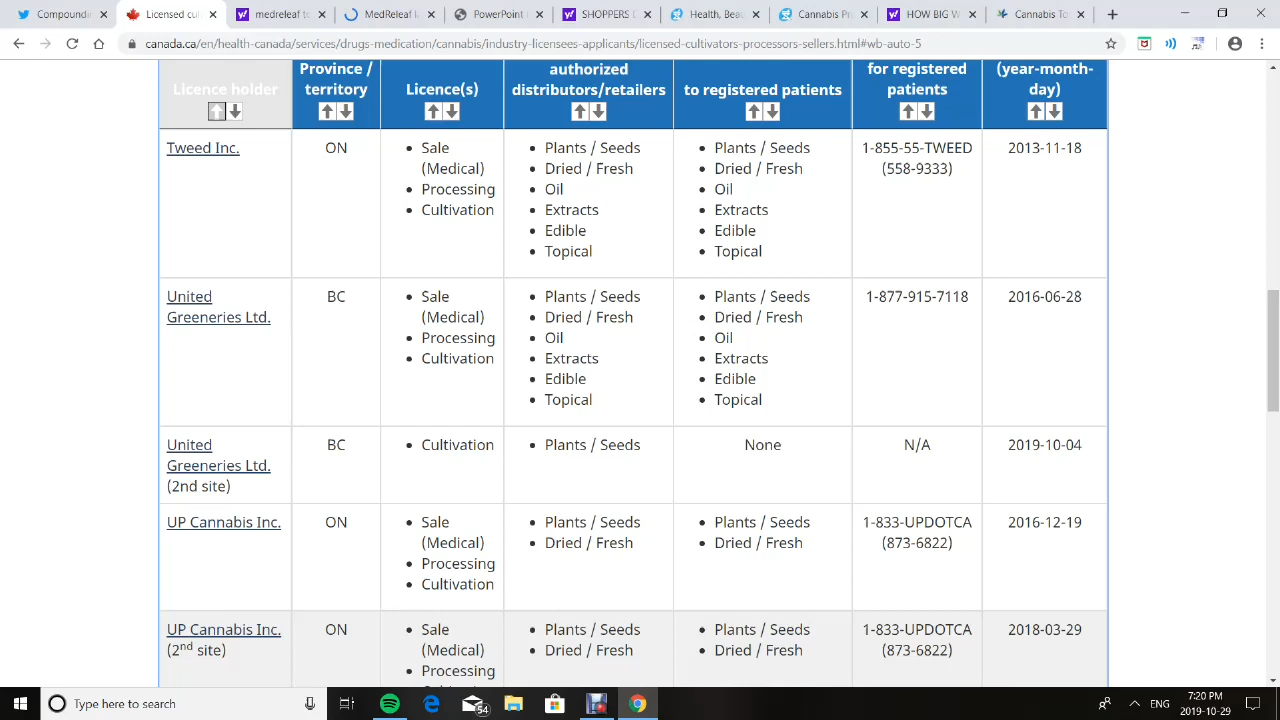 Compoundin
Licensed cul
medreleaf to
MedReleaf I
PowerPoint
SHOPPERS D
Health, Beau
Cannabis Pro
HOW BIG W
Cannabis To
canada.ca/en/health-canada/services/drugs-medication/cannabis/industry-licensees-applicants/licensed-cultivators-processors-sellers.html#wb-auto-5
Licence holder
Province /
territory
Licence(s)
authorized
distributors/retailers
to registered patients
for registered
patients
(year-month-
day)
Tweed Inc.
ON
• Sale
(Medical)
• Processing
• Cultivation
• Plants / Seeds
• Dried / Fresh
• Oil
• Extracts
• Edible
• Topical
• Plants / Seeds
• Dried / Fresh
• Oil
• Extracts
• Edible
• Topical
1-855-55-TWEED
(558-9333)
2013-11-18
United
Greeneries Ltd.
BC
• Sale
(Medical)
• Processing
• Cultivation
• Plants / Seeds
• Dried / Fresh
• Oil
• Extracts
• Edible
• Topical
• Plants / Seeds
• Dried / Fresh
• Oil
• Extracts
• Edible
• Topical
1-877-915-7118
2016-06-28
United
Greeneries Ltd.
(2nd site)
BC
• Cultivation
• Plants / Seeds
None
N/A
2019-10-04
UP Cannabis Inc.
ON
• Sale
(Medical)
• Processing
• Cultivation
• Plants / Seeds
• Dried / Fresh
• Plants / Seeds
• Dried / Fresh
1-833-UPDOTCA
(873-6822)
2016-12-19
UP Cannabis Inc.
(2nd site)
ON
• Sale
(Medical)
• Processing
• Plants / Seeds
• Dried / Fresh
• Plants / Seeds
• Dried / Fresh
1-833-UPDOTCA
(873-6822)
2018-03-29
Type here to search
54
ENG
7:20 PM
2019-10-29